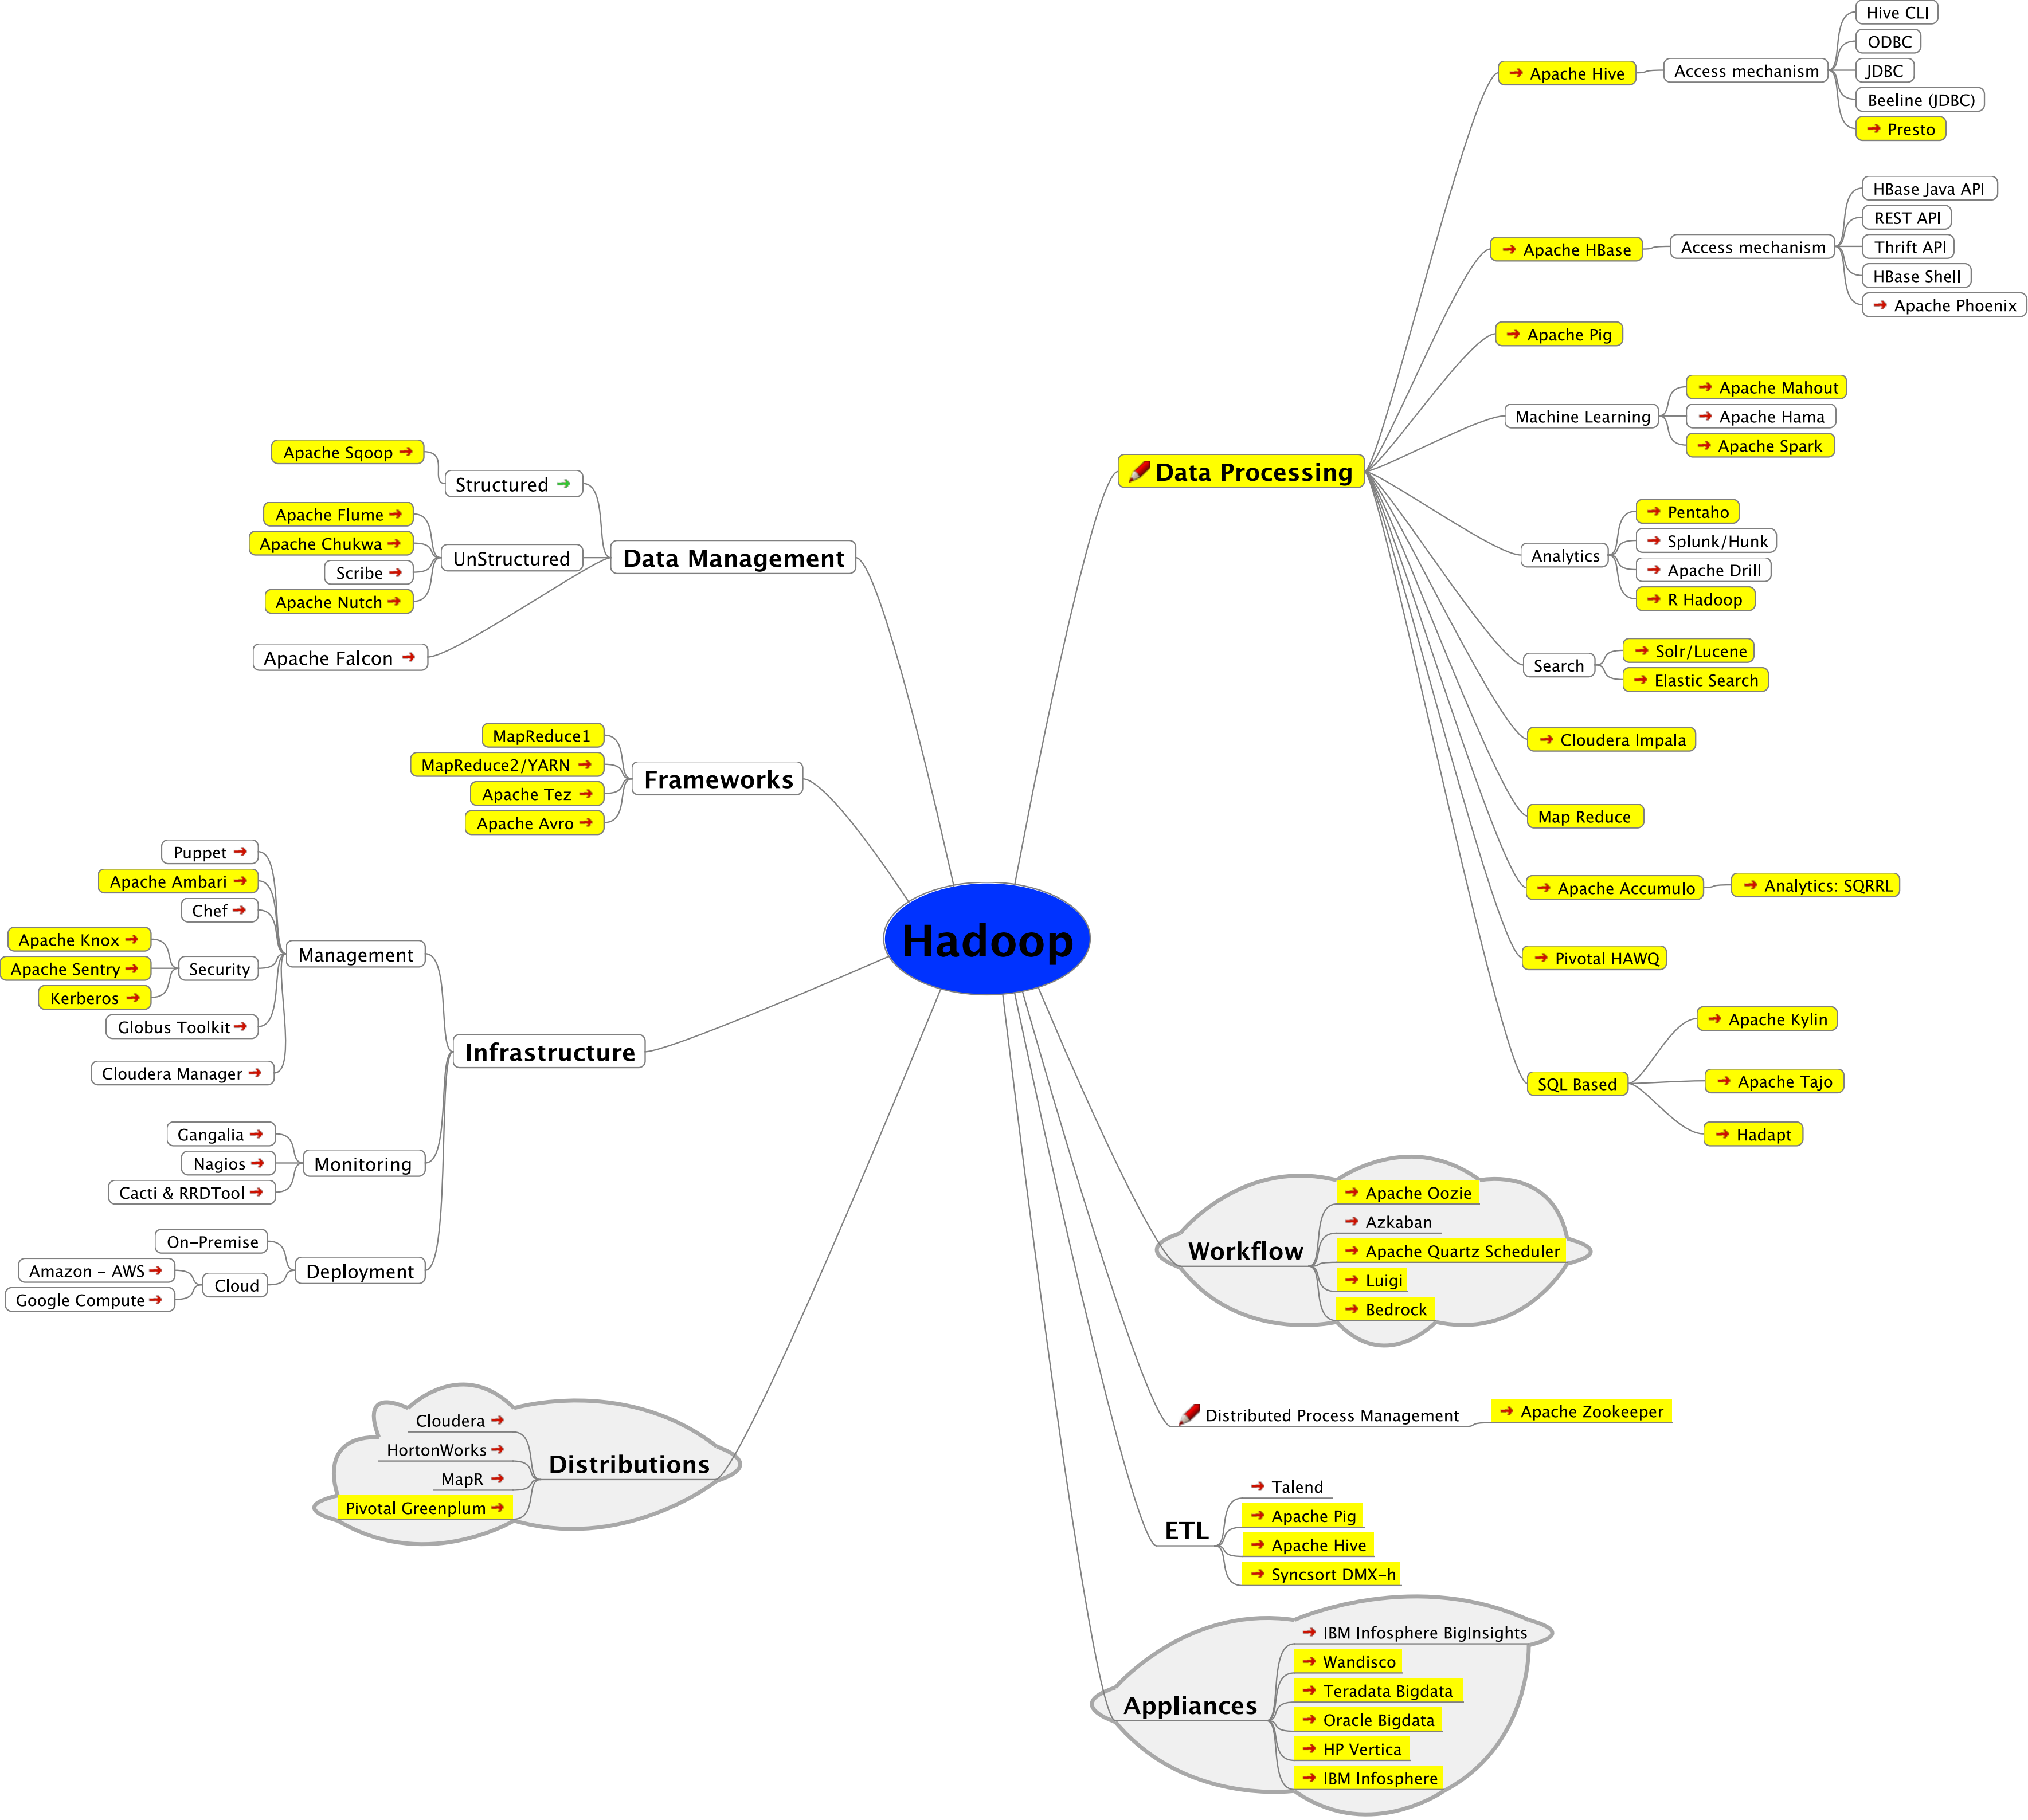 Hadoop
Data Processing
Apache Hive
Access mechanism
Hive CLI
ODBC
JDBC
Beeline (JDBC)
Presto
Apache HBase
Access mechanism
HBase Java API
REST API
Thrift API
HBase Shell
Apache Phoenix
Apache Pig
Machine Learning
Apache Mahout
Apache Hama
Apache Spark
Analytics
Pentaho
Splunk/Hunk
Apache Drill
R Hadoop
Search
Solr/Lucene
Elastic Search
Cloudera Impala
Map Reduce
Apache Accumulo
Analytics: SQRRL
Pivotal HAWQ
SQL Based
Apache Kylin
Apache Tajo
Hadapt
Workflow
Apache Oozie
Azkaban
Apache Quartz Scheduler
Luigi
Bedrock
Distributed Process Management
Apache Zookeeper
ETL
Talend
Apache Pig
Apache Hive
Syncsort DMX-h
Appliances
IBM Infosphere BigInsights
Wandisco
Teradata Bigdata
Oracle Bigdata
HP Vertica
IBM Infosphere
Data Management
Structured
Apache Sqoop
UnStructured
Apache Flume
Apache Chukwa
Scribe
Apache Nutch
Apache Falcon
Frameworks
MapReduce1
MapReduce2/YARN
Apache Tez
Apache Avro
Infrastructure
Management
Puppet
Apache Ambari
Chef
Security
Apache Knox
Apache Sentry
Kerberos
Globus Toolkit
Cloudera Manager
Monitoring
Gangalia
Nagios
Cacti & RRDTool
Deployment
On-Premise
Cloud
Amazon - AWS
Google Compute
Distributions
Cloudera
HortonWorks
MapR
Pivotal Greenplum